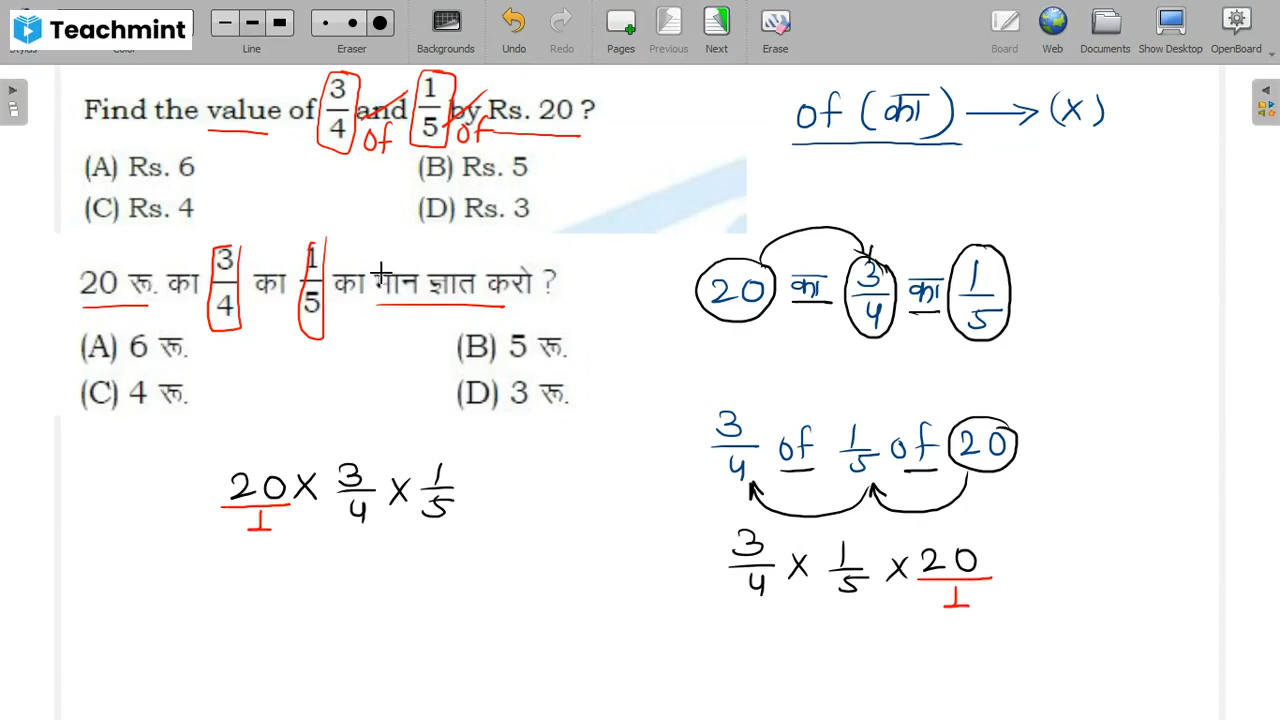 Teachmint
Line Eraser Backgrounds Undo Redo Pages Previous Next Erase Board Web Documents Show Desktop OpenBoard
Find the value of 3/4 and 1/5 by Rs. 20 ?
of of
(A) Rs. 6 (B) Rs. 5
(C) Rs. 4 (D) Rs. 3
20 रू. का 3/4 का 1/5 का मान ज्ञात करो ?
(A) 6 रू. (B) 5 रू.
(C) 4 रू. (D) 3 रू.
20/1 × 3/4 × 1/5
of (का) → (×)
20 का 3/4 का 1/5
3/4 of 1/5 of 20
3/4 × 1/5 × 20/1